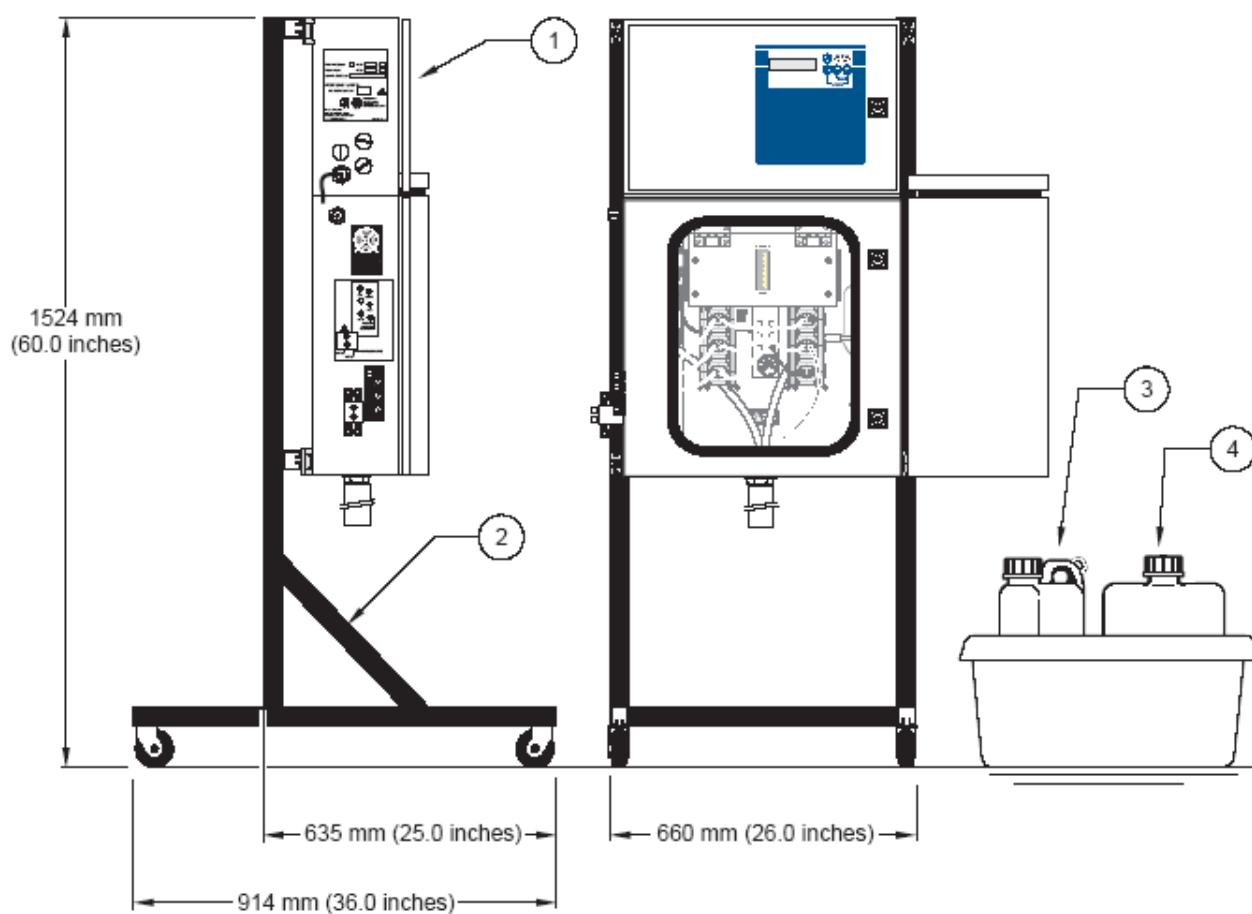 1
1524 mm
(60.0 inches)
3
4
2
635 mm (25.0 inches)
660 mm (26.0 inches)
914 mm (36.0 inches)